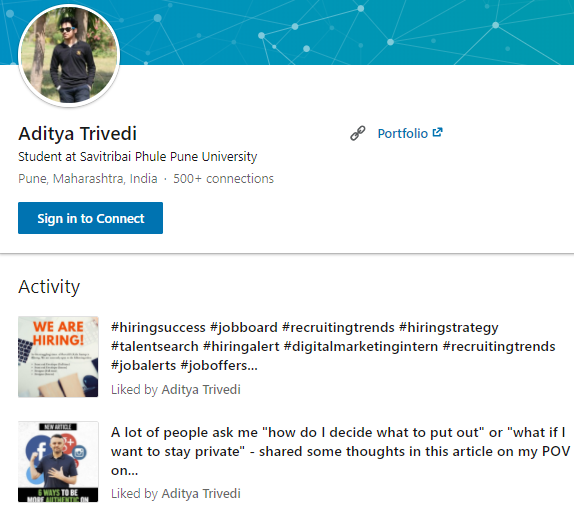 Aditya Trivedi
Portfolio
Student at Savitribai Phule Pune University
Pune, Maharashtra, India · 500+ connections
Sign in to Connect
Activity
WE ARE
HIRING!
#hiringsuccess #jobboard #recruitingtrends #hiringstrategy
#talentsearch #hiringalert #digitalmarketingintern #recruitingtrends
#jobalerts #joboffers...
Liked by Aditya Trivedi
NEW ARTICLE
6 WAYS TO BE
MORE AUTHENTIC ON
A lot of people ask me "how do I decide what to put out" or "what if I
want to stay private" - shared some thoughts in this article on my POV
on...
Liked by Aditya Trivedi